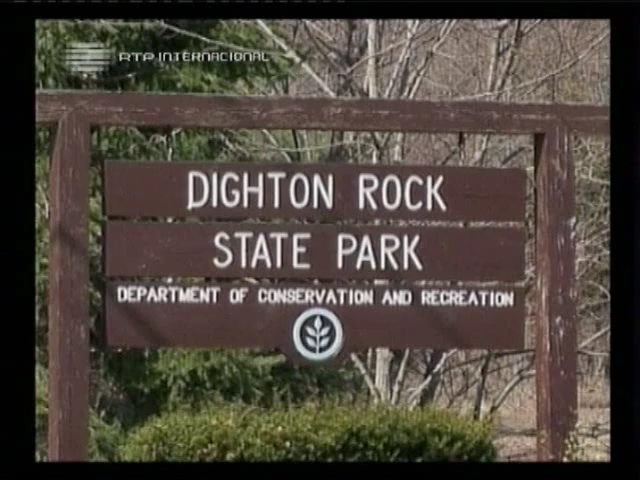 RTP INTERNACIONAL
DIGHTON ROCK
STATE PARK
DEPARTMENT OF CONSERVATION AND RECREATION